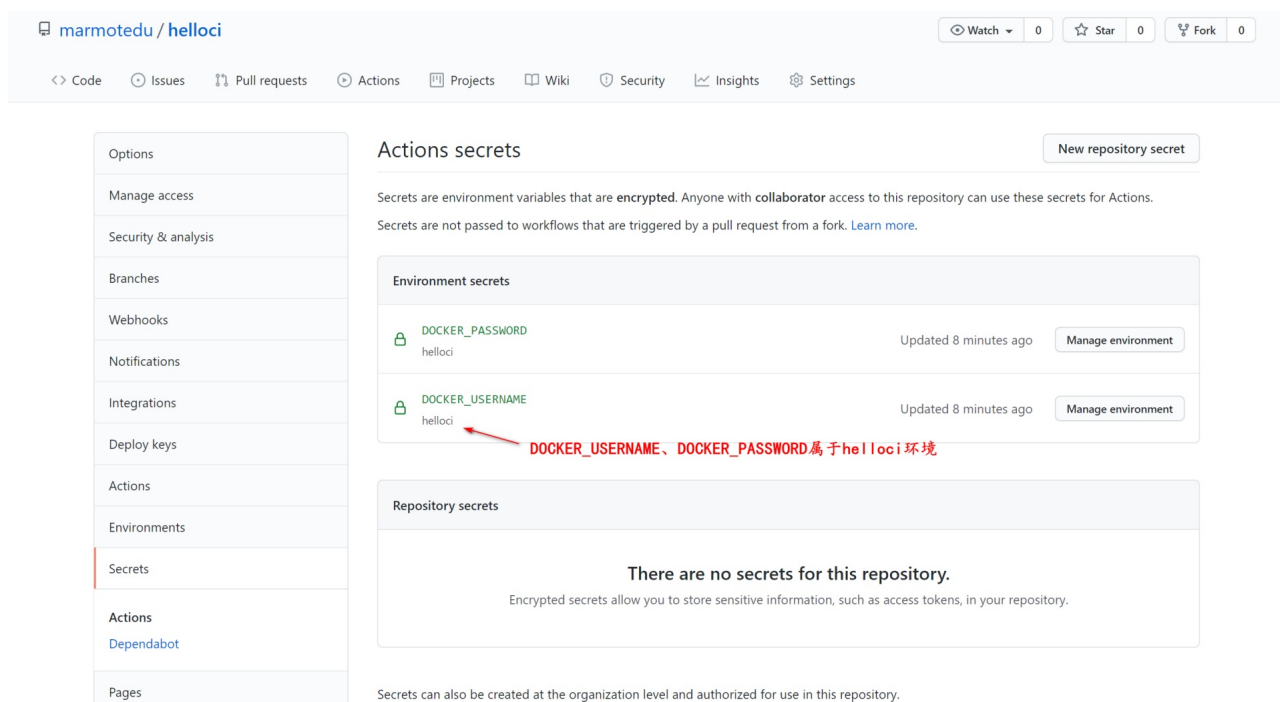 marmotedu / helloci
Watch 0 Star 0 Fork 0
Code Issues Pull requests Actions Projects Wiki Security Insights Settings
Options
Manage access
Security & analysis
Branches
Webhooks
Notifications
Integrations
Deploy keys
Actions
Environments
Secrets
Actions
Dependabot
Pages
Actions secrets
New repository secret
Secrets are environment variables that are encrypted. Anyone with collaborator access to this repository can use these secrets for Actions.
Secrets are not passed to workflows that are triggered by a pull request from a fork. Learn more.
Environment secrets
DOCKER_PASSWORD
helloci
Updated 8 minutes ago
Manage environment
DOCKER_USERNAME
helloci
Updated 8 minutes ago
Manage environment
DOCKER_USERNAME、DOCKER_PASSWORD属于helloci环境
Repository secrets
There are no secrets for this repository.
Encrypted secrets allow you to store sensitive information, such as access tokens, in your repository.
Secrets can also be created at the organization level and authorized for use in this repository.